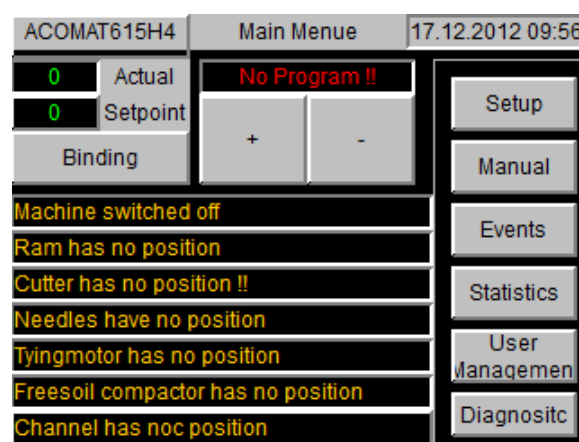 ACOMAT615H4 Main Menue 17.12.2012 09:56
0 Actual No Program !!
0 Setpoint
+ -
Binding
Setup
Manual
Events
Statistics
User
Managemen
Diagnositc
Machine switched off
Ram has no position
Cutter has no position !!
Needles have no position
Tyingmotor has no position
Freesoil compactor has no position
Channel has noc position